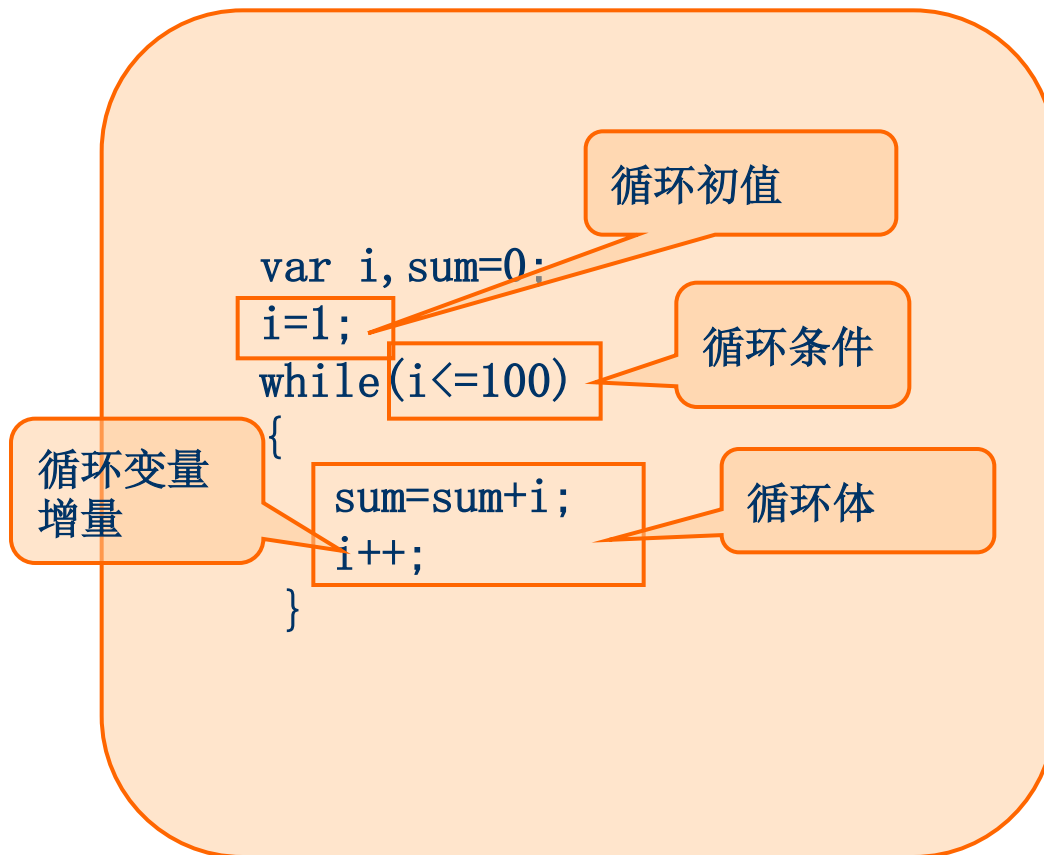 循环初值
var i,sum=0;
i=1;
循环条件
while(i<=100)
{
循环变量
增量
sum=sum+i;
循环体
i++;
}